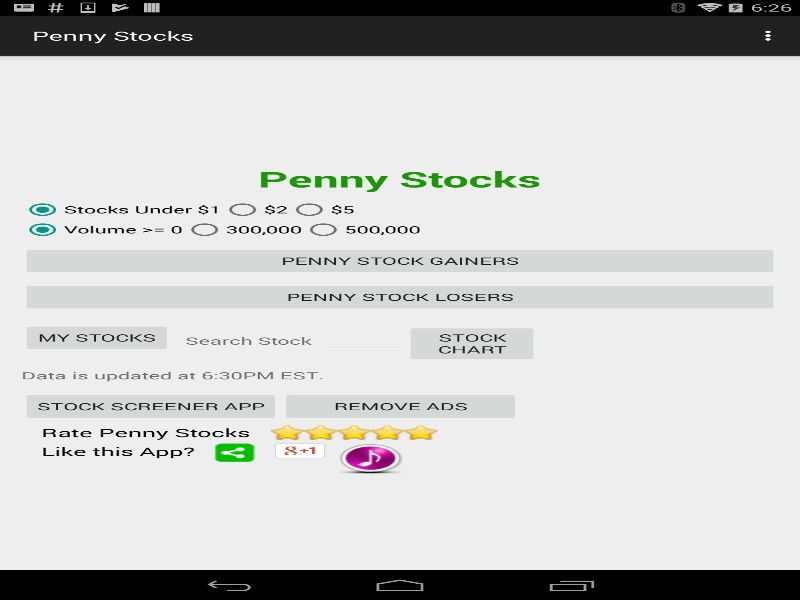 6:26
Penny Stocks
Penny Stocks
Stocks Under $1 $2 $5
Volume >= 0 300,000 500,000
PENNY STOCK GAINERS
PENNY STOCK LOSERS
MY STOCKS Search Stock STOCK CHART
Data is updated at 6:30PM EST.
STOCK SCREENER APP REMOVE ADS
Rate Penny Stocks
Like this App? g+1